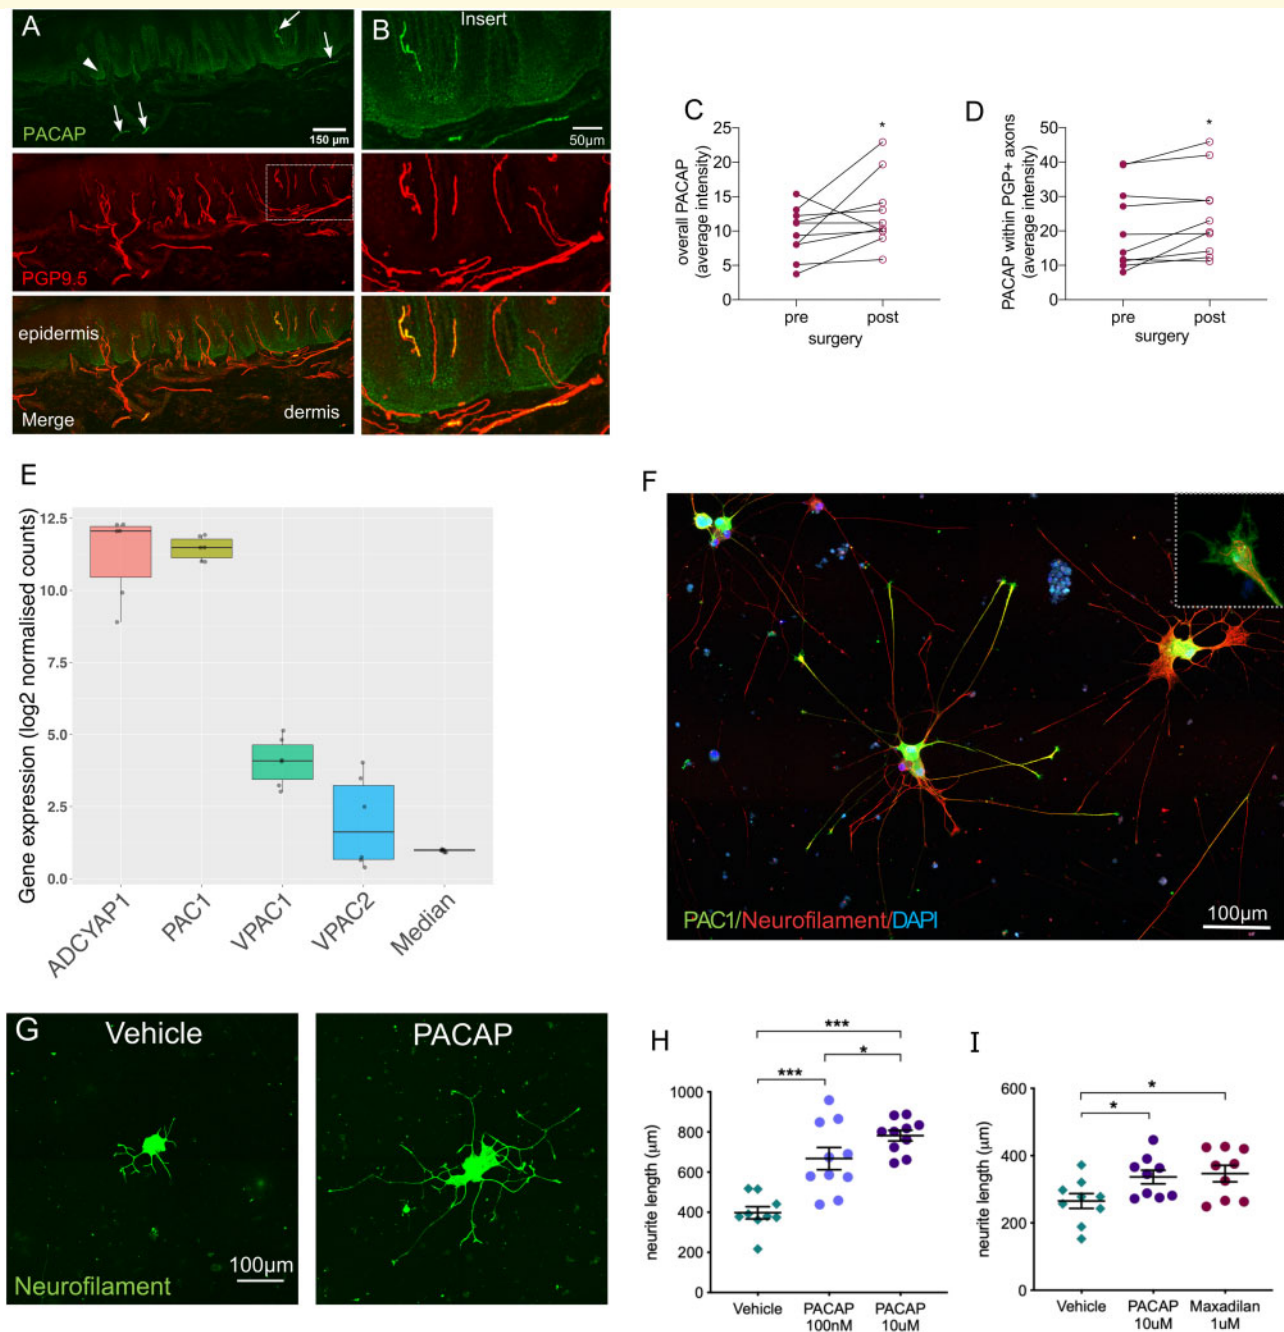 A
PACAP
150 µm
PGP9.5
epidermis
Merge
dermis
B
Insert
50µm
C
*
25
20
15
10
5
0
overall PACAP
(average intensity)
pre
post
surgery
D
*
50
40
30
20
10
0
PACAP within PGP+ axons
(average intensity)
pre
post
surgery
E
12.5
10.0
7.5
5.0
2.5
0.0
Gene expression (log2 normalised counts)
ADCYAP1
PAC1
VPAC1
VPAC2
Median
F
PAC1/Neurofilament/DAPI
100µm
G
Vehicle
100µm
Neurofilament
PACAP
H
***
*
***
1000
800
600
400
200
0
neurite length (µm)
Vehicle
PACAP
100nM
PACAP
10uM
I
*
*
600
400
200
0
neurite length (µm)
Vehicle
PACAP
10uM
Maxadilan
1uM